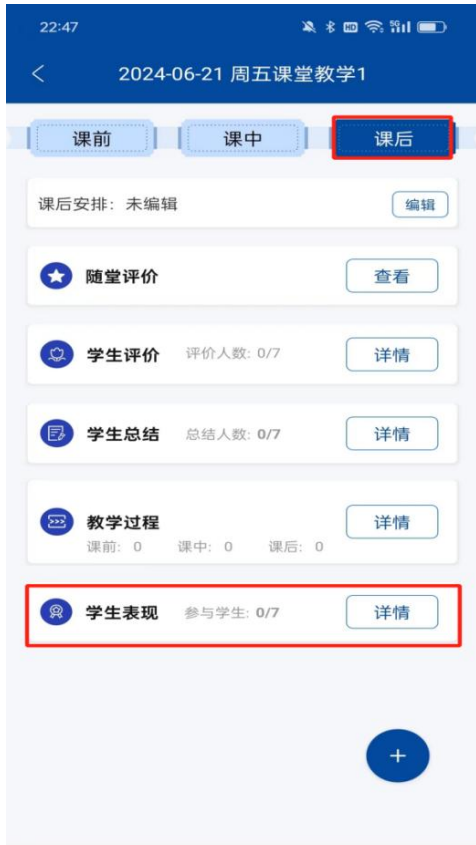 22:47
HD 5G
2024-06-21 周五课堂教学1
课前 课中 课后
课后安排：未编辑 编辑
随堂评价 查看
学生评价 评价人数: 0/7 详情
学生总结 总结人数: 0/7 详情
教学过程 详情
课前: 0 课中: 0 课后: 0
学生表现 参与学生: 0/7 详情
+